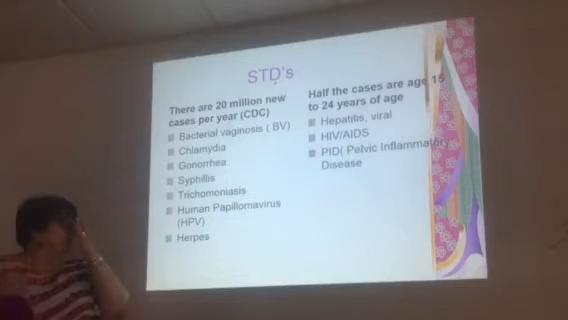 STD's
There are 20 million new
cases per year (CDC)
Bacterial vaginosis ( BV)
Chlamydia
Gonorrhea
Syphillis
Trichomoniasis
Human Papillomavirus
(HPV)
Herpes
Half the cases are age 15
to 24 years of age
Hepatitis, viral
HIV/AIDS
PID( Pelvic Inflammatory
Disease